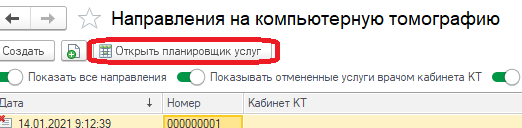 Направления на компьютерную томографию
Создать Открыть планировщик услуг
Показать все направления Показывать отмененные услуги врачом кабинета КТ
Дата ↓ Номер Кабинет КТ
14.01.2021 9:12:39 000000001